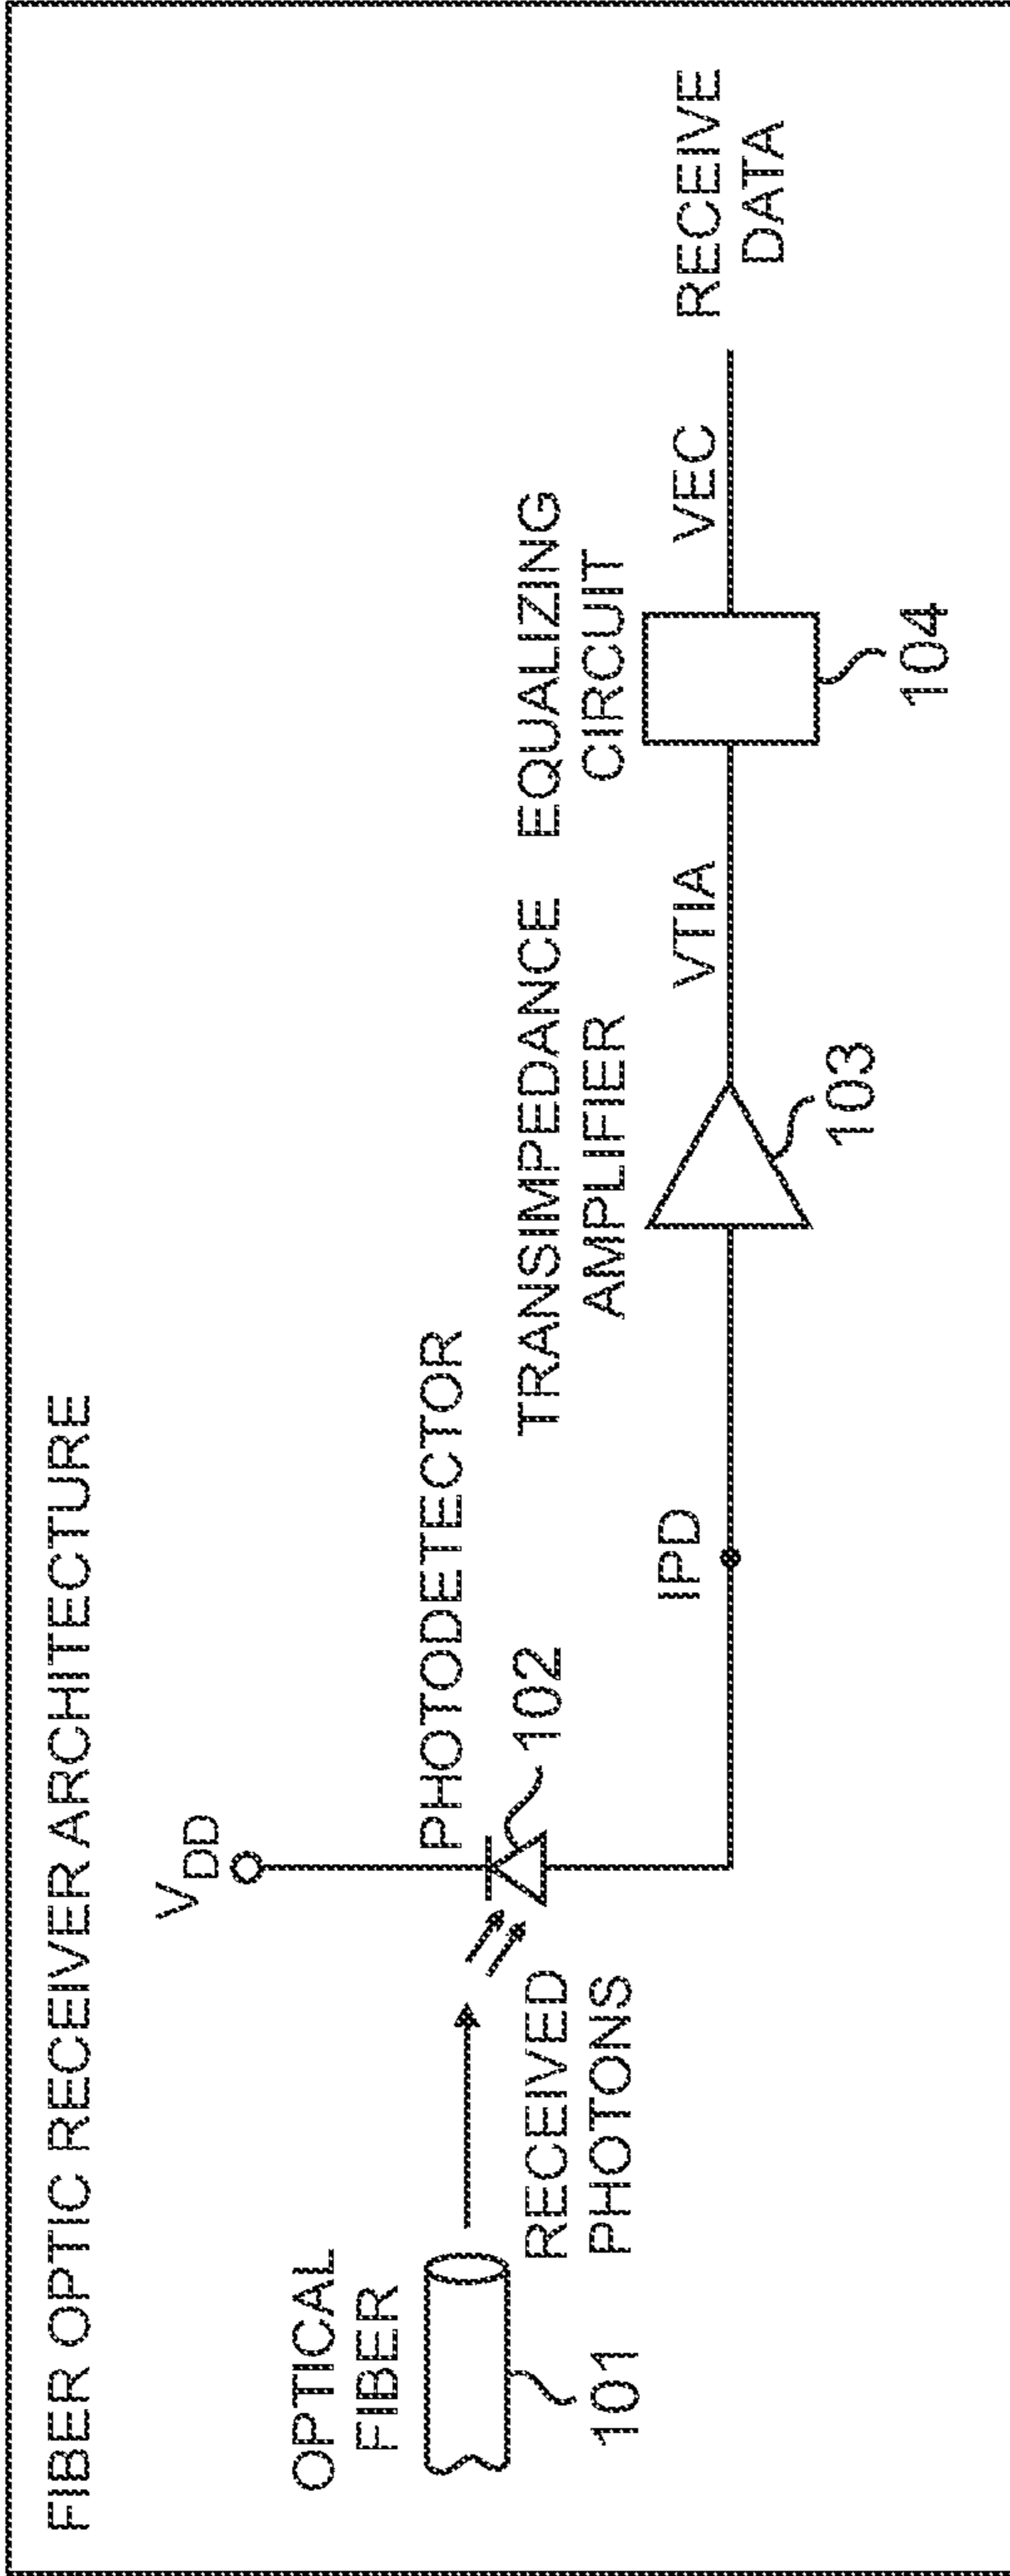 FIBER OPTIC RECEIVER ARCHITECTURE
VDD
OPTICAL
FIBER
101
RECEIVED
PHOTONS
PHOTODETECTOR
102
IPD
TRANSIMPEDANCE
AMPLIFIER
103
VTIA
EQUALIZING
CIRCUIT
104
VEC
RECEIVE
DATA